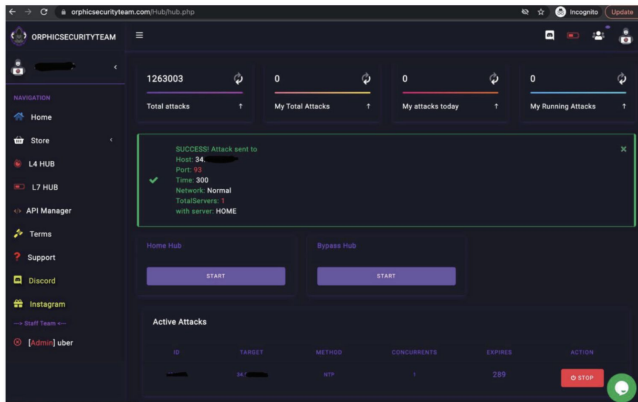 orphicsecurityteam.com/Hub/hub.php
Incognito
Update
ORPHICSECURITYTEAM
NAVIGATION
Home
Store
L4 HUB
L7 HUB
API Manager
Terms
Support
Discord
Instagram
Staff Team
[Admin] uber
1263003
Total attacks
0
My Total Attacks
0
My attacks today
0
My Running Attacks
SUCCESS! Attack sent to
Host: 34.
Port: 93
Time: 300
Network: Normal
TotalServers: 1
with server: HOME
Home Hub
START
Bypass Hub
START
Active Attacks
ID TARGET METHOD CONCURRENTS EXPIRES ACTION
34. NTP 1 289 STOP